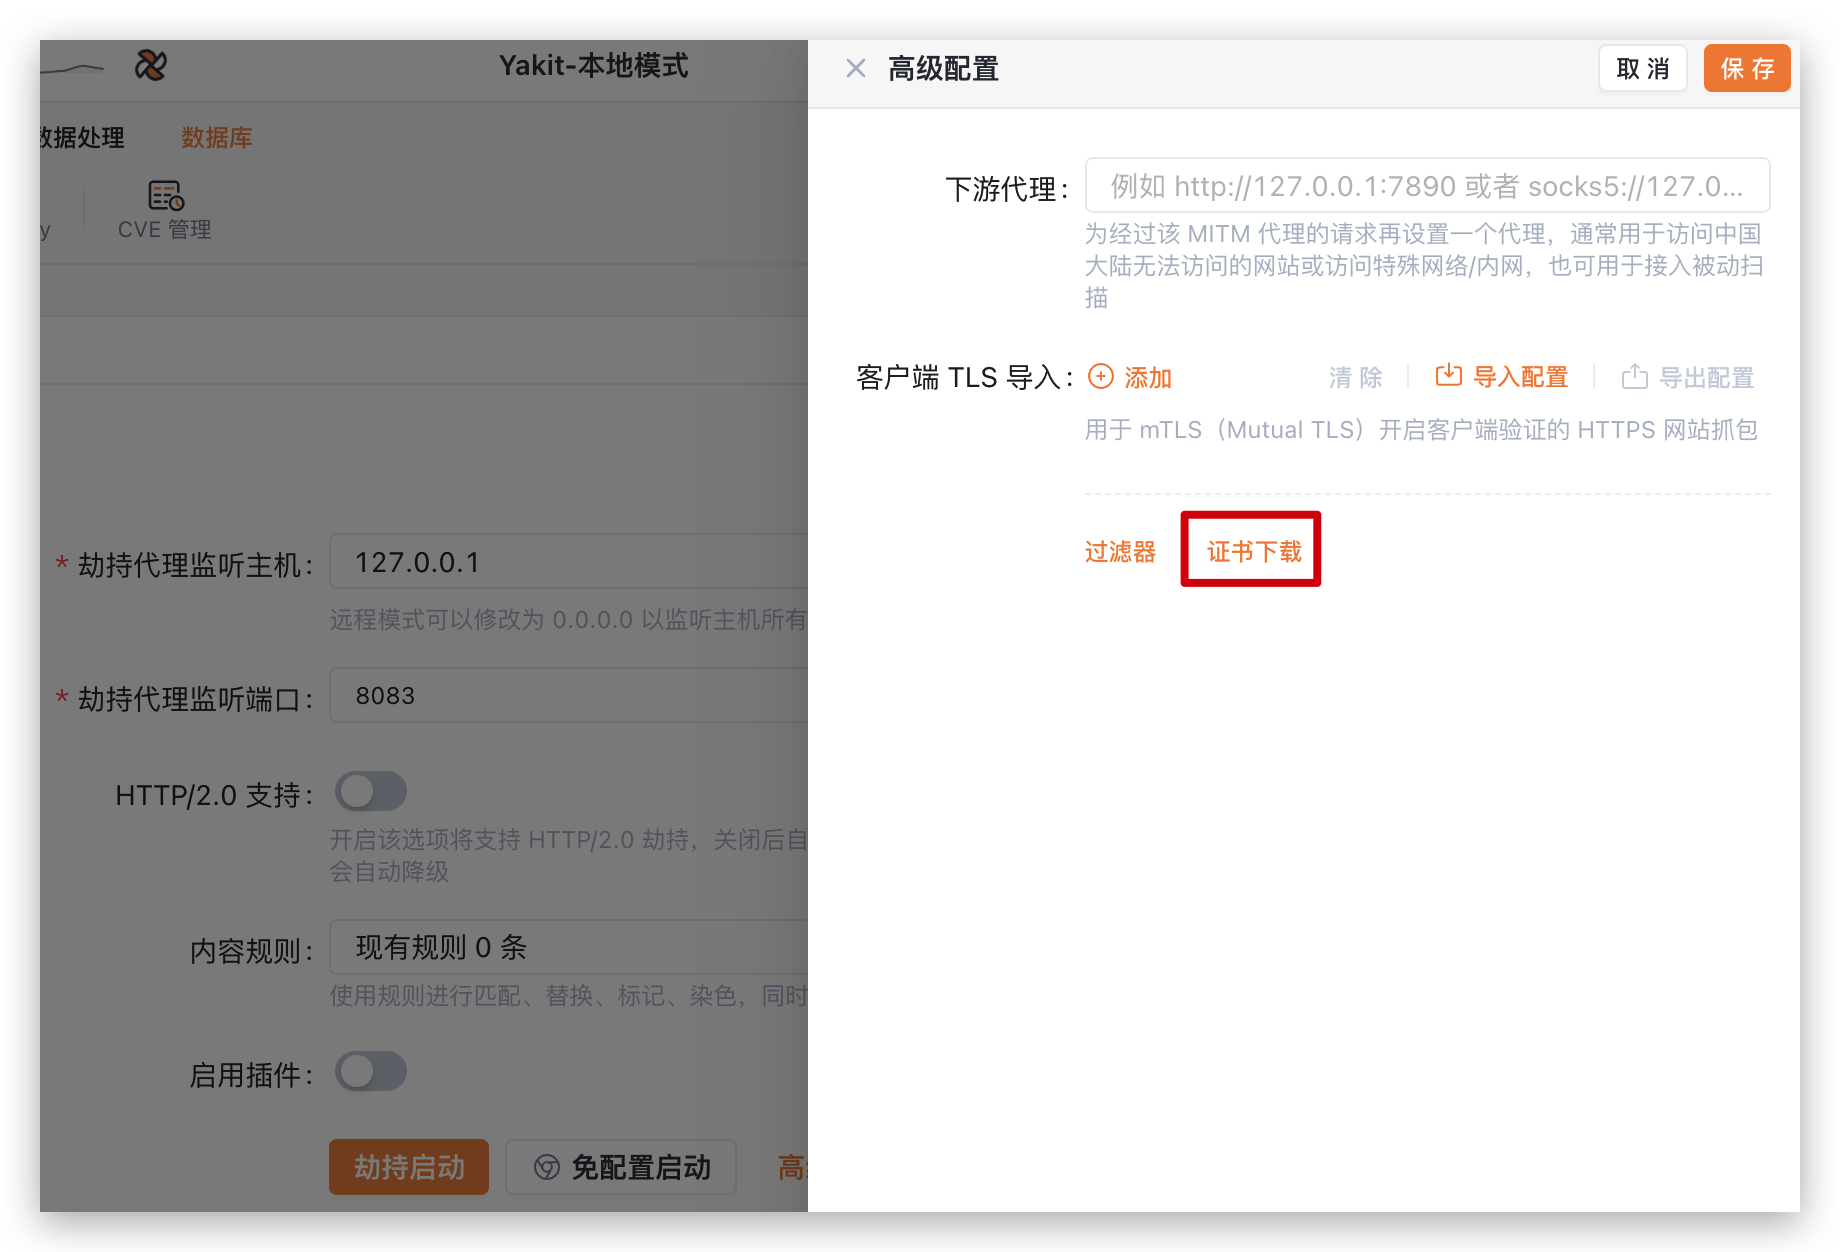 Yakit-本地模式
数据处理
数据库
y
CVE 管理
* 劫持代理监听主机:
127.0.0.1
远程模式可以修改为 0.0.0.0 以监听主机所有
* 劫持代理监听端口:
8083
HTTP/2.0 支持:
开启该选项将支持 HTTP/2.0 劫持，关闭后自
会自动降级
内容规则:
现有规则 0 条
使用规则进行匹配、替换、标记、染色，同时
启用插件:
劫持启动
免配置启动
高
高级配置
取 消
保 存
下游代理:
例如 http://127.0.0.1:7890 或者 socks5://127.0...
为经过该 MITM 代理的请求再设置一个代理，通常用于访问中国
大陆无法访问的网站或访问特殊网络/内网，也可用于接入被动扫
描
客户端 TLS 导入:
添加
清 除
导入配置
导出配置
用于 mTLS（Mutual TLS）开启客户端验证的 HTTPS 网站抓包
过滤器
证书下载